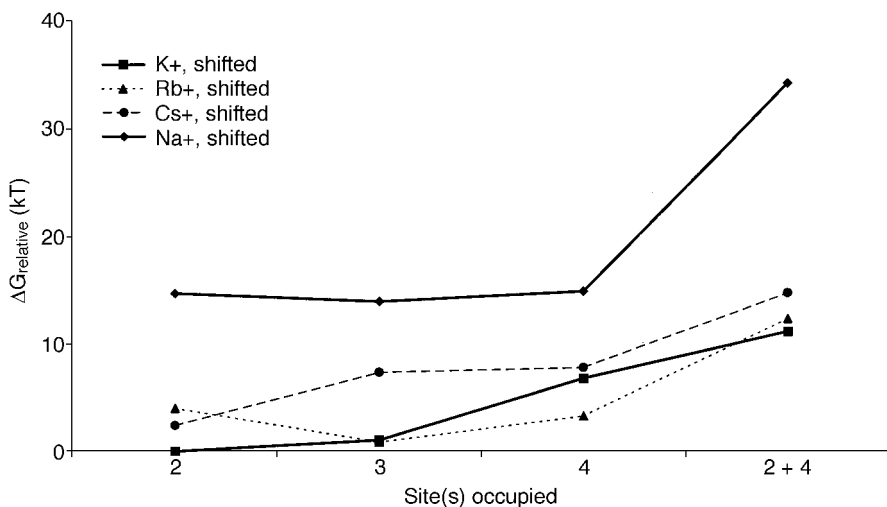 40
30
20
10
0
ΔGrelative (kT)
K+, shifted
Rb+, shifted
Cs+, shifted
Na+, shifted
2 3 4 2 + 4
Site(s) occupied